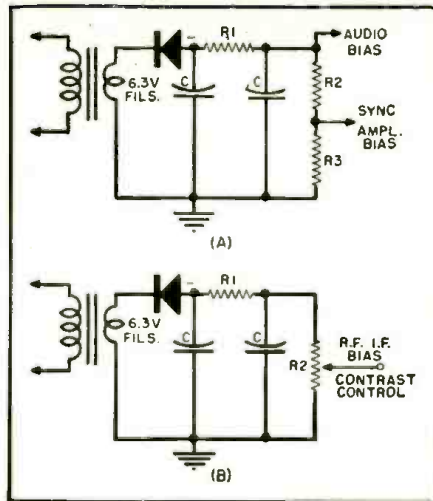 R1
AUDIO
BIAS
C
C
R2
6.3V
FILS.
SYNC
AMPL.
BIAS
R3
(A)
R1
C
C
6.3V
FILS.
R2
R.F. I.F.
BIAS
CONTRAST
CONTROL
(B)